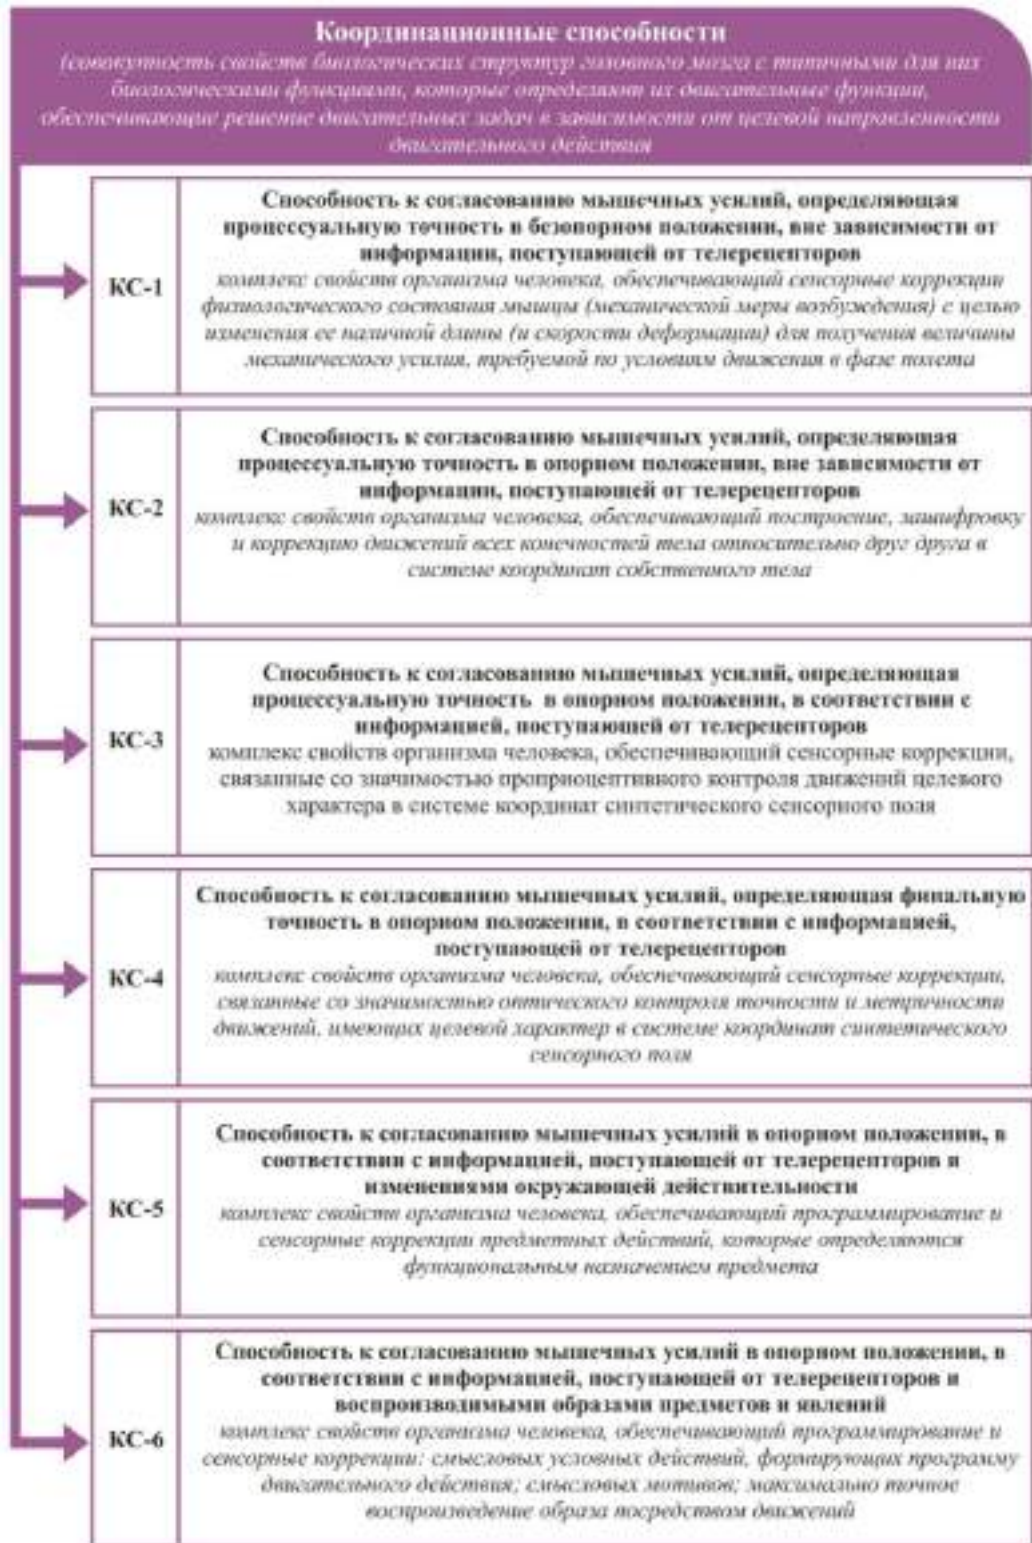 Координационные способности
(совокупность свойств биологических структур головного мозга с типичными для них
биологическими функциями, которые определяют их двигательные функции,
обеспечивающие решение двигательных задач в зависимости от целевой направленности
двигательного действия
КС-1
Способность к согласованию мышечных усилий, определяющая
процессуальную точность в безопорном положении, вне зависимости от
информации, поступающей от телерецепторов
комплекс свойств организма человека, обеспечивающий сенсорные коррекции
физиологического состояния мышцы (механической меры возбуждения) с целью
изменения ее наличной длины (и скорости деформации) для получения величины
механического усилия, требуемой по условиям движения в фазе полета
КС-2
Способность к согласованию мышечных усилий, определяющая
процессуальную точность в опорном положении, вне зависимости от
информации, поступающей от телерецепторов
комплекс свойств организма человека, обеспечивающий построение, зашифровку
и коррекцию движений всех конечностей тела относительно друг друга в
системе координат собственного тела
КС-3
Способность к согласованию мышечных усилий, определяющая
процессуальную точность в опорном положении, в соответствии с
информацией, поступающей от телерецепторов
комплекс свойств организма человека, обеспечивающий сенсорные коррекции,
связанные со значимостью проприоцептивного контроля движений целевого
характера в системе координат синтетического сенсорного поля
КС-4
Способность к согласованию мышечных усилий, определяющая финальную
точность в опорном положении, в соответствии с информацией,
поступающей от телерецепторов
комплекс свойств организма человека, обеспечивающий сенсорные коррекции,
связанные со значимостью оптического контроля точности и метричности
движений, имеющих целевой характер в системе координат синтетического
сенсорного поля
КС-5
Способность к согласованию мышечных усилий в опорном положении, в
соответствии с информацией, поступающей от телерецепторов и
изменениями окружающей действительности
комплекс свойств организма человека, обеспечивающий программирование и
сенсорные коррекции предметных действий, которые определяются
функциональным назначением предмета
КС-6
Способность к согласованию мышечных усилий в опорном положении, в
соответствии с информацией, поступающей от телерецепторов и
воспроизводимыми образами предметов и явлений
комплекс свойств организма человека, обеспечивающий программирование и
сенсорные коррекции: смысловых условных действий, формирующих программу
двигательного действия; смысловых мотивов; максимально точное
воспроизведение образа посредством движений